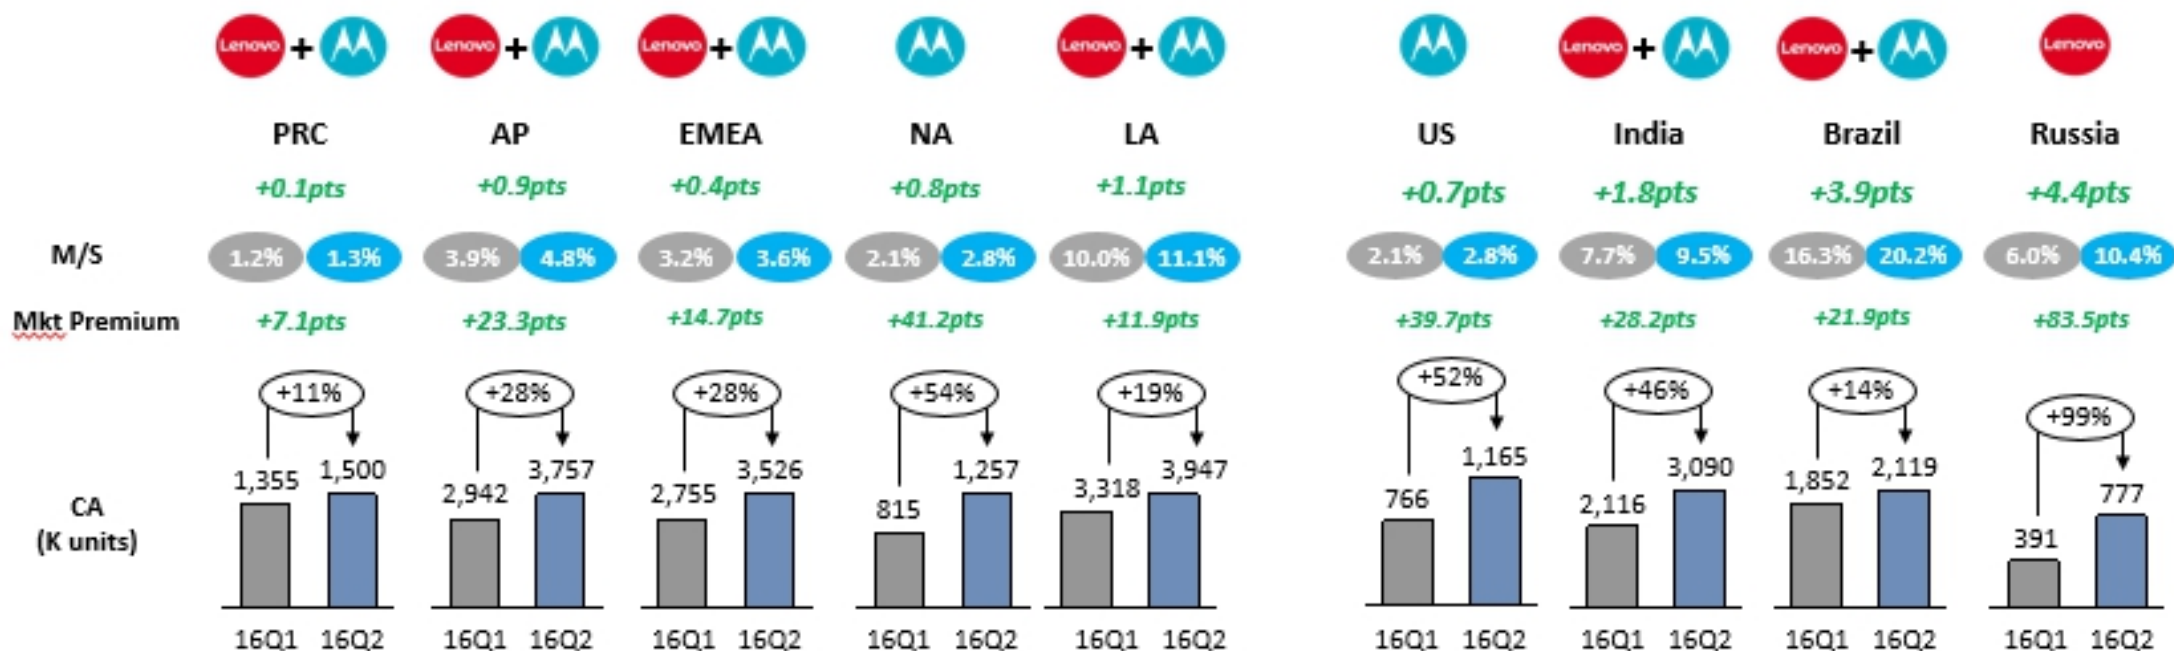 Lenovo + Lenovo + Lenovo + Lenovo + Lenovo + Lenovo + Lenovo
PRC AP EMEA NA LA US India Brazil Russia
+0.1pts +0.9pts +0.4pts +0.8pts +1.1pts +0.7pts +1.8pts +3.9pts +4.4pts
M/S 1.2% 1.3% 3.9% 4.8% 3.2% 3.6% 2.1% 2.8% 10.0% 11.1% 2.1% 2.8% 7.7% 9.5% 16.3% 20.2% 6.0% 10.4%
Mkt Premium +7.1pts +23.3pts +14.7pts +41.2pts +11.9pts +39.7pts +28.2pts +21.9pts +83.5pts
+11% +28% +28% +54% +19% +52% +46% +14% +99%
1,355 1,500 2,942 3,757 2,755 3,526 815 1,257 3,318 3,947 766 1,165 2,116 3,090 1,852 2,119 391 777
CA
(K units)
16Q1 16Q2 16Q1 16Q2 16Q1 16Q2 16Q1 16Q2 16Q1 16Q2 16Q1 16Q2 16Q1 16Q2 16Q1 16Q2 16Q1 16Q2